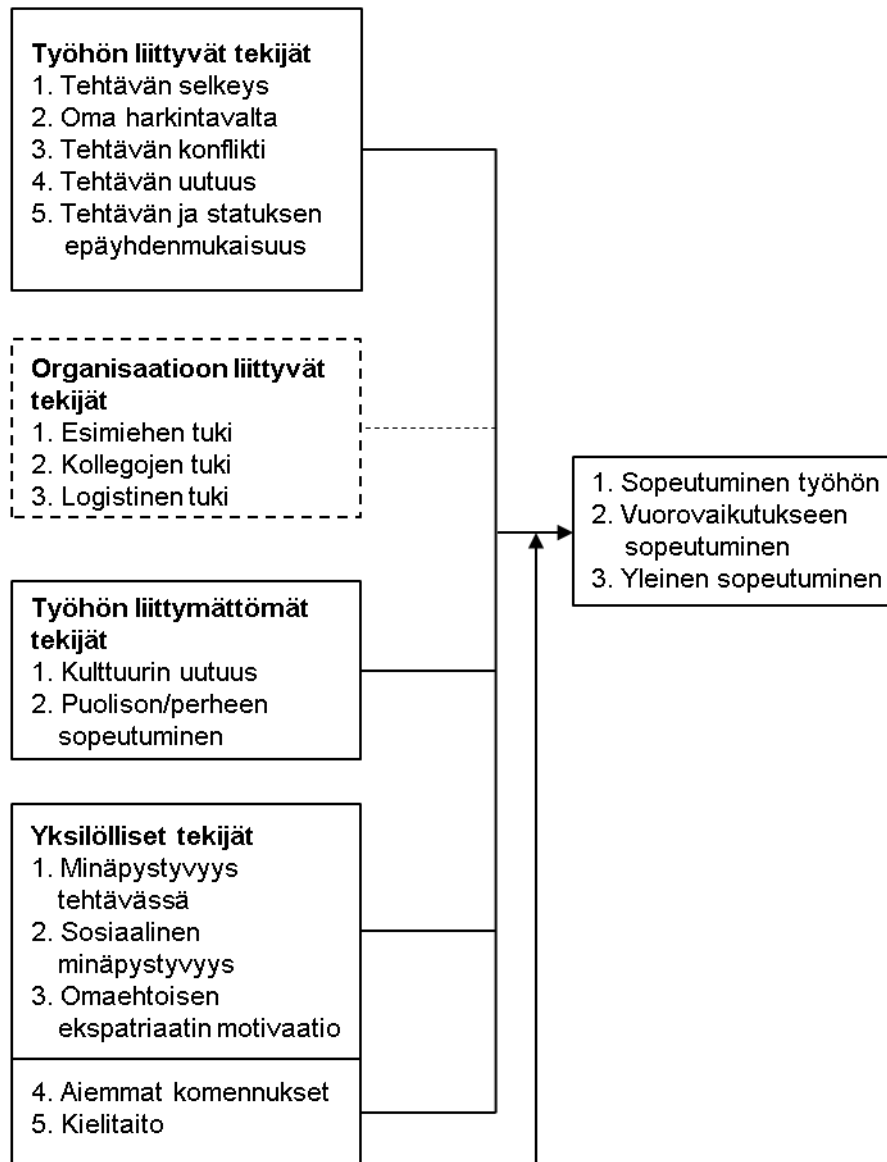 Työhön liittyvät tekijät
1. Tehtävän selkeys
2. Oma harkintavalta
3. Tehtävän konflikti
4. Tehtävän uutuus
5. Tehtävän ja statuksen
epäyhdenmukaisuus
Organisaatioon liittyvät
tekijät
1. Esimiehen tuki
2. Kollegojen tuki
3. Logistinen tuki
1. Sopeutuminen työhön
2. Vuorovaikutukseen
sopeutuminen
3. Yleinen sopeutuminen
Työhön liittymättömät
tekijät
1. Kulttuurin uutuus
2. Puolison/perheen
sopeutuminen
Yksilölliset tekijät
1. Minäpystyvyys
tehtävässä
2. Sosiaalinen
minäpystyvyys
3. Omaehtoisen
ekspatriaatin motivaatio
4. Aiemmat komennukset
5. Kielitaito